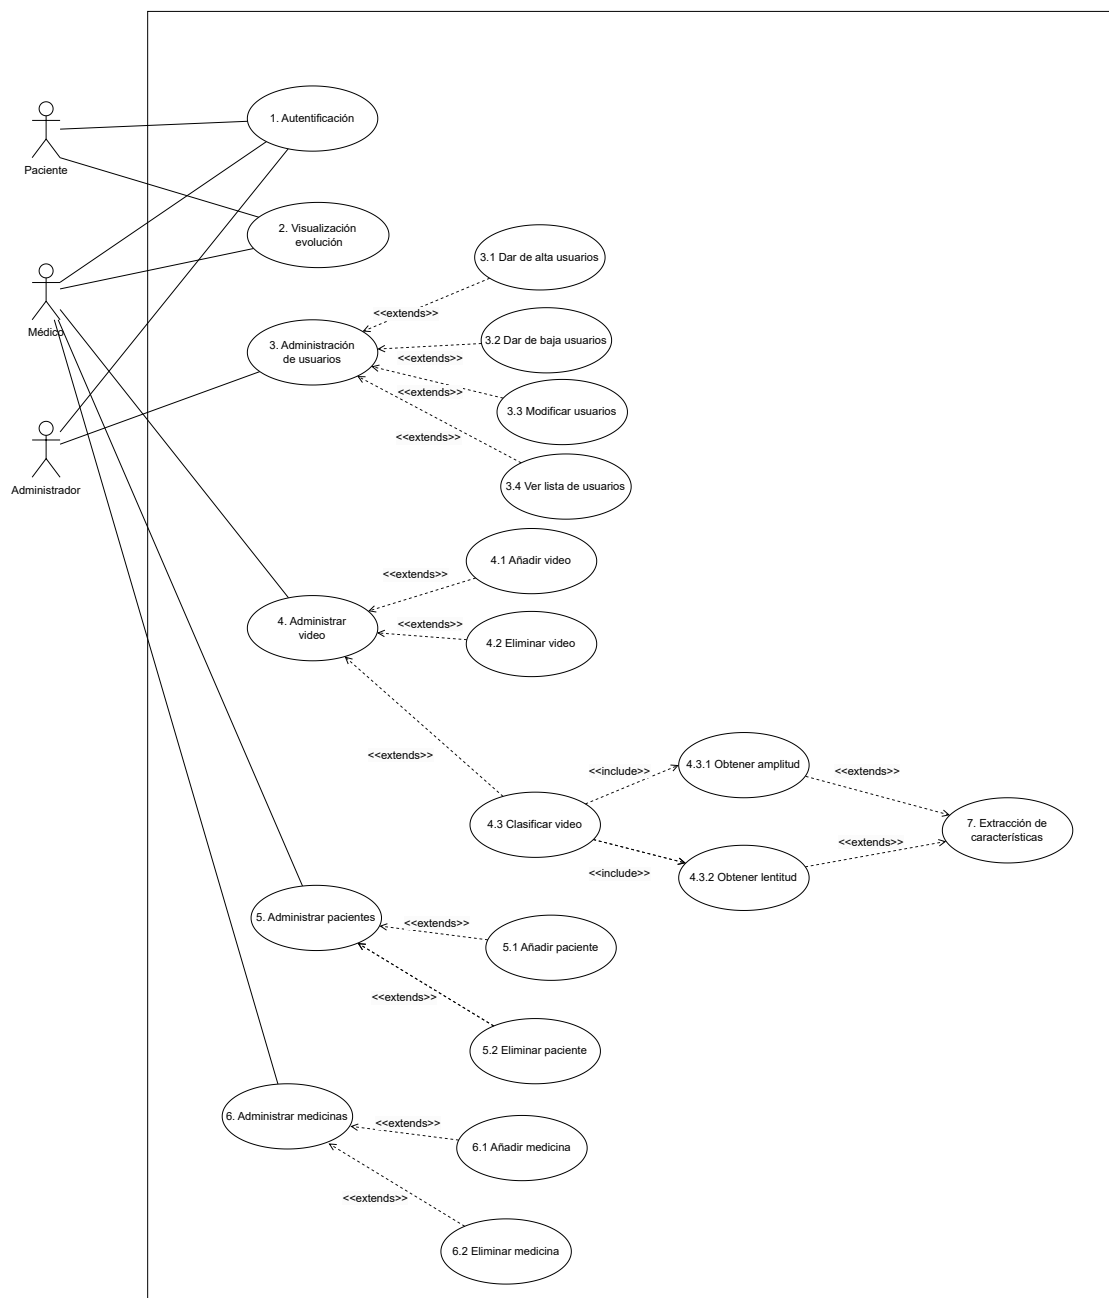 1. Autentificación
Paciente
2. Visualización
evolución
3.1 Dar de alta usuarios
<<extends>>
Médico
3. Administración
de usuarios
3.2 Dar de baja usuarios
<<extends>>
<<extends>>
3.3 Modificar usuarios
<<extends>>
Administrador
3.4 Ver lista de usuarios
4.1 Añadir video
<<extends>>
4. Administrar
video
<<extends>>
4.2 Eliminar video
<<extends>>
4.3.1 Obtener amplitud
<<include>>
<<extends>>
4.3 Clasificar video
7. Extracción de
características
<<extends>>
<<include>>
4.3.2 Obtener lentitud
5. Administrar pacientes
<<extends>>
5.1 Añadir paciente
<<extends>>
5.2 Eliminar paciente
6. Administrar medicinas
<<extends>>
6.1 Añadir medicina
<<extends>>
6.2 Eliminar medicina